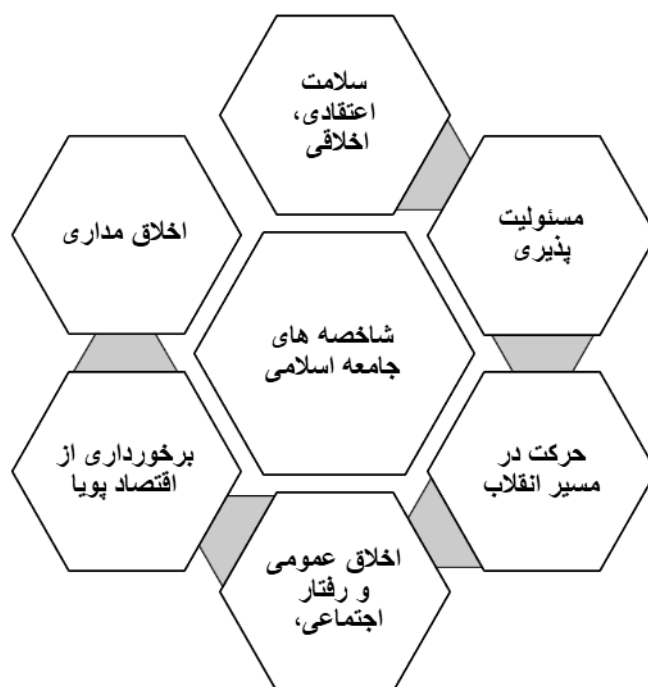 سلامت
اعتقادی،
اخلاقی
مسئولیت
پذیری
حرکت در
مسیر انقلاب
اخلاق عمومی
و رفتار
اجتماعی،
برخورداری از
اقتصاد پویا
اخلاق مداری
شاخصه های
جامعه اسلامی